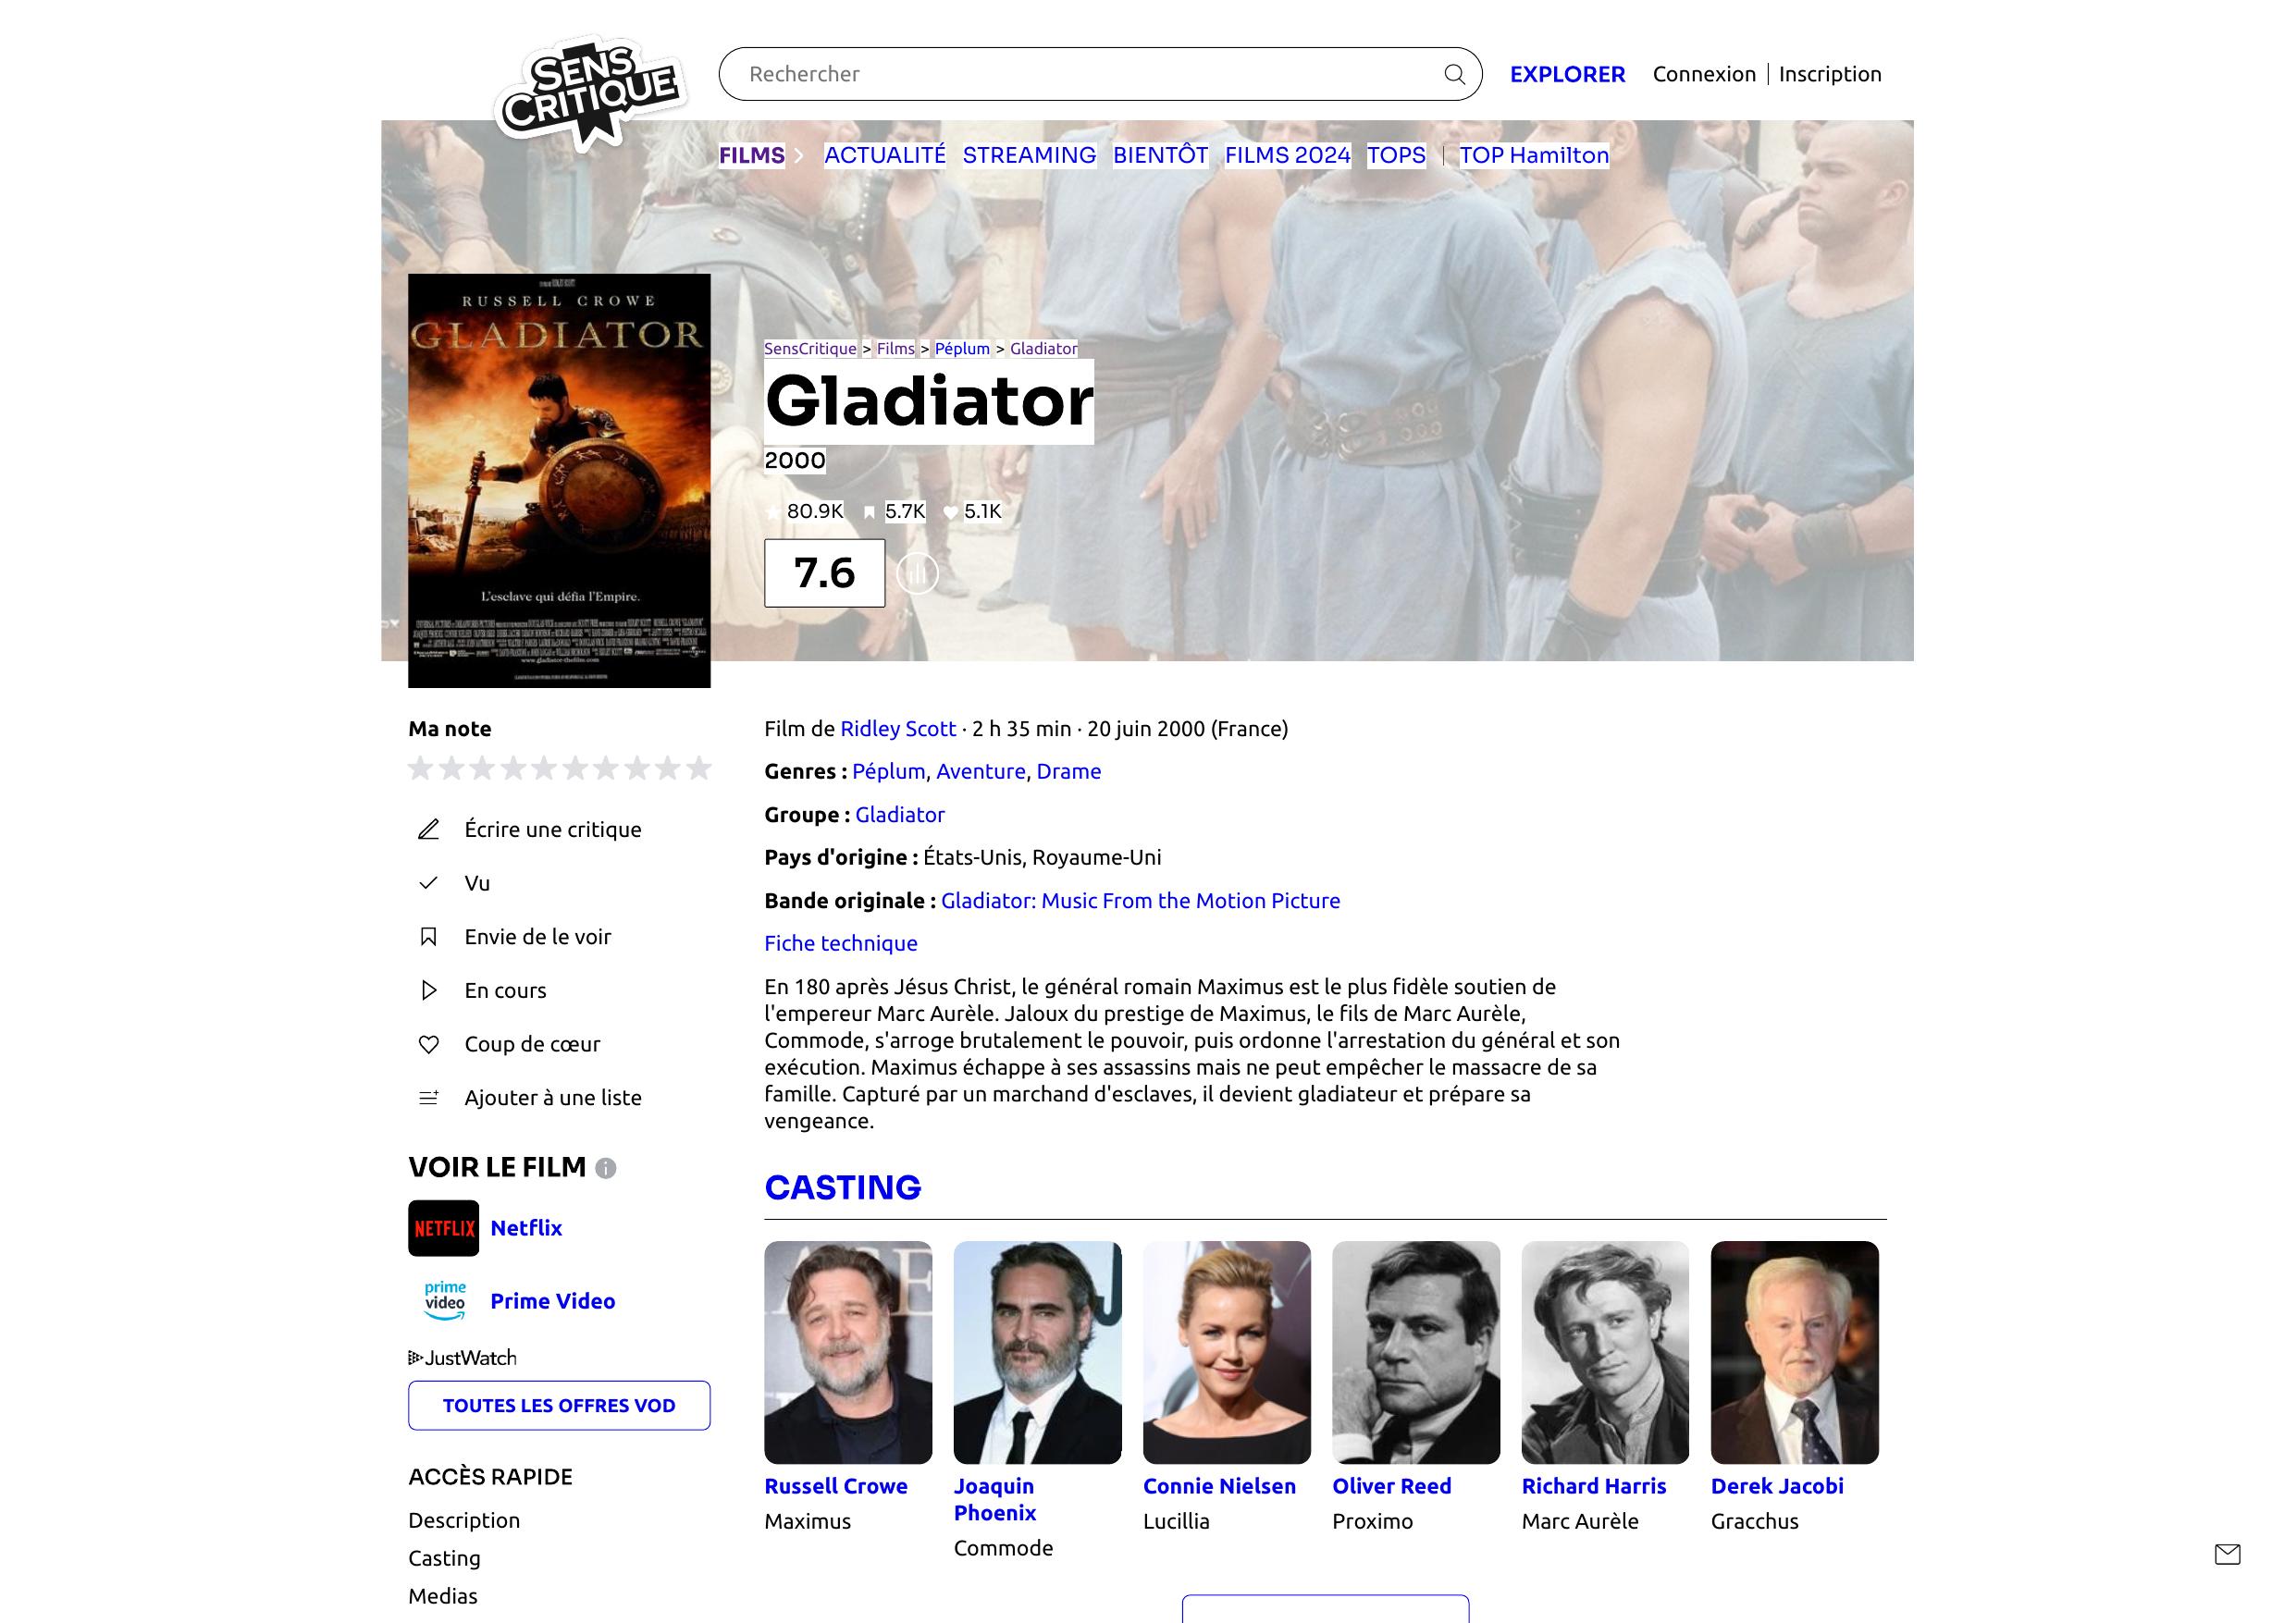 SENS
CRITIQUE
Rechercher
EXPLORER
Connexion
Inscription
FILMS
ACTUALITÉ
STREAMING
BIENTÔT
FILMS 2024
TOPS
TOP Hamilton
RUSSELL CROWE
GLADIATOR
L'esclave qui défia l'Empire.
www.gladiator-thefilm.com
SensCritique > Films > Péplum > Gladiator
Gladiator
2000
80.9K
5.7K
5.1K
7.6
Ma note
Écrire une critique
Vu
Envie de le voir
En cours
Coup de cœur
Ajouter à une liste
VOIR LE FILM
NETFLIX
Netflix
prime
video
Prime Video
JustWatch
TOUTES LES OFFRES VOD
ACCÈS RAPIDE
Description
Casting
Medias
Film de Ridley Scott · 2 h 35 min · 20 juin 2000 (France)
Genres : Péplum, Aventure, Drame
Groupe : Gladiator
Pays d'origine : États-Unis, Royaume-Uni
Bande originale : Gladiator: Music From the Motion Picture
Fiche technique
En 180 après Jésus Christ, le général romain Maximus est le plus fidèle soutien de
l'empereur Marc Aurèle. Jaloux du prestige de Maximus, le fils de Marc Aurèle,
Commode, s'arroge brutalement le pouvoir, puis ordonne l'arrestation du général et son
exécution. Maximus échappe à ses assassins mais ne peut empêcher le massacre de sa
famille. Capturé par un marchand d'esclaves, il devient gladiateur et prépare sa
vengeance.
CASTING
Russell Crowe
Maximus
Joaquin
Phoenix
Commode
Connie Nielsen
Lucillia
Oliver Reed
Proximo
Richard Harris
Marc Aurèle
Derek Jacobi
Gracchus